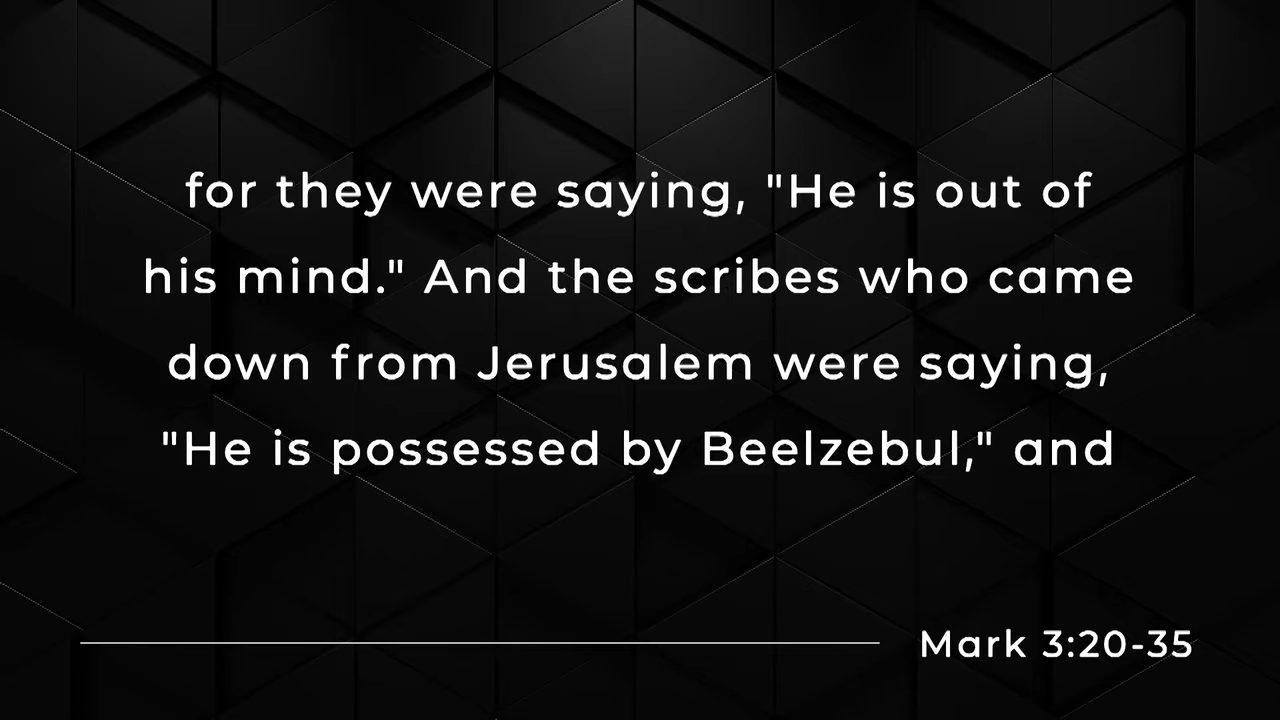 for they were saying, "He is out of
his mind." And the scribes who came
down from Jerusalem were saying,
"He is possessed by Beelzebul," and
Mark 3:20-35